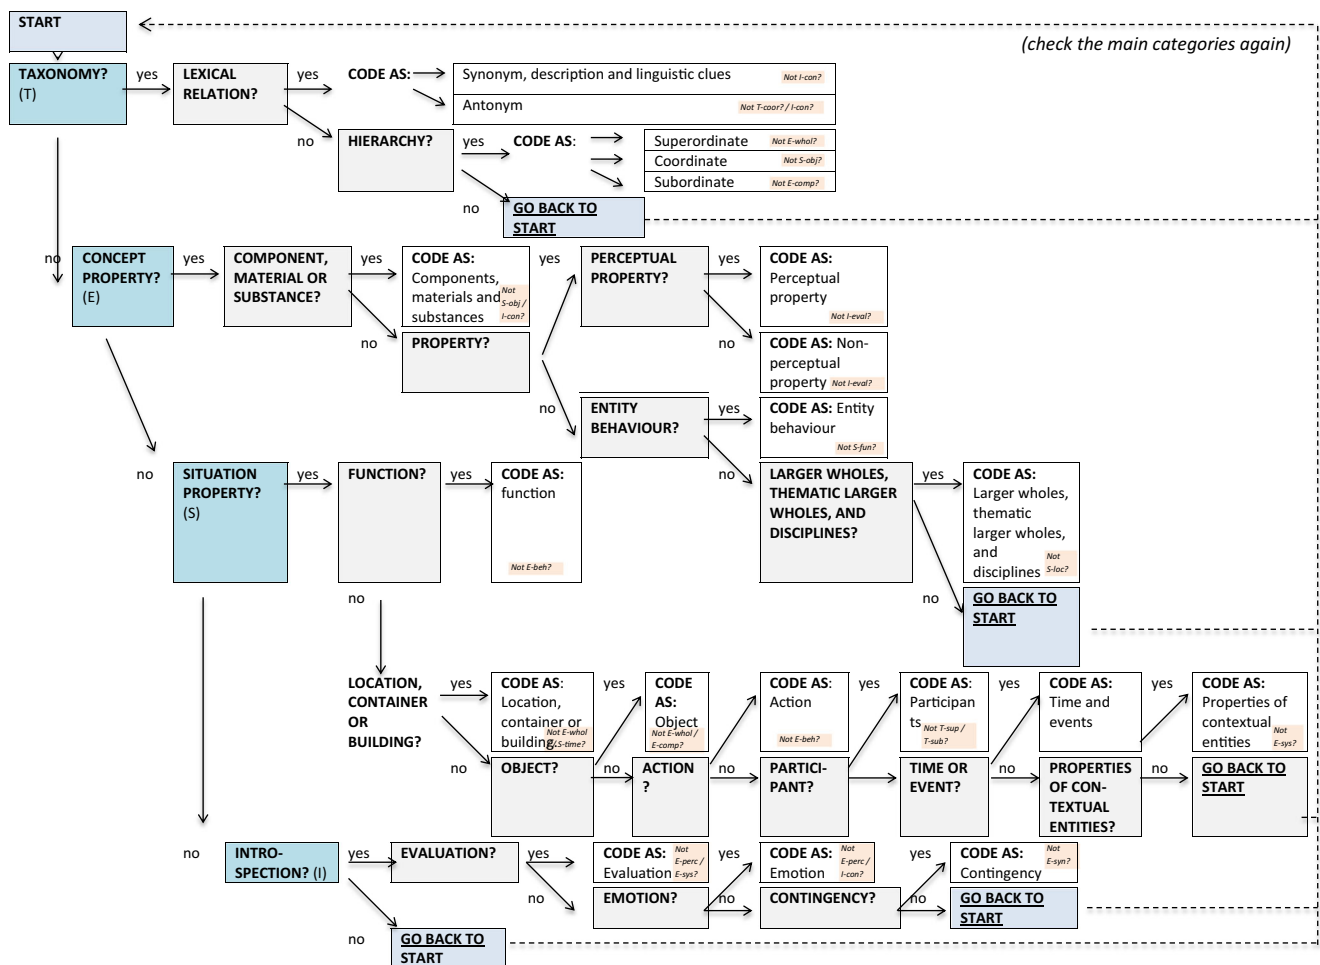 START
(check the main categories again)
TAXONOMY?
(T)
yes
LEXICAL
RELATION?
yes
CODE AS:
Synonym, description and linguistic clues
Not I-con?
Antonym
Not T-coor? / I-con?
no
HIERARCHY?
yes
CODE AS:
Superordinate
Not E-whol?
Coordinate
Not S-obj?
Subordinate
Not E-comp?
no
GO BACK TO
START
no
CONCEPT
PROPERTY?
(E)
yes
COMPONENT,
MATERIAL OR
SUBSTANCE?
yes
CODE AS:
Components,
materials and
substances
Not
S-obj /
I-con?
no
PROPERTY?
yes
PERCEPTUAL
PROPERTY?
yes
CODE AS:
Perceptual
property
Not I-eval?
no
CODE AS: Non-
perceptual
property
Not I-eval?
no
ENTITY
BEHAVIOUR?
yes
CODE AS: Entity
behaviour
Not S-fun?
no
LARGER WHOLES,
THEMATIC LARGER
WHOLES, AND
DISCIPLINES?
yes
CODE AS:
Larger wholes,
thematic
larger wholes,
and
disciplines
Not
S-loc?
no
GO BACK TO
START
no
SITUATION
PROPERTY?
(S)
yes
FUNCTION?
yes
CODE AS:
function
Not E-beh?
no
LOCATION,
CONTAINER
OR
BUILDING?
yes
CODE AS:
Location,
container or
building.
Not E-whol
/ S-time?
no
OBJECT?
yes
CODE
AS:
Object
Not E-whol /
E-comp?
no
ACTION
?
CODE AS:
Action
Not E-beh?
no
PARTICI-
PANT?
yes
CODE AS:
Participan
ts
Not T-sup /
T-sub?
TIME OR
EVENT?
yes
CODE AS:
Time and
events
no
PROPERTIES
OF CON-
TEXTUAL
ENTITIES?
yes
CODE AS:
Properties of
contextual
entities
Not
E-sys?
no
GO BACK TO
START
no
INTRO-
SPECTION? (I)
yes
EVALUATION?
yes
CODE AS:
Evaluation
Not
E-perc /
E-sys?
no
EMOTION?
yes
CODE AS:
Emotion
Not
E-perc /
I-con?
no
CONTINGENCY?
yes
CODE AS:
Contingency
Not
E-syn?
no
GO BACK TO
START
no
GO BACK TO
START